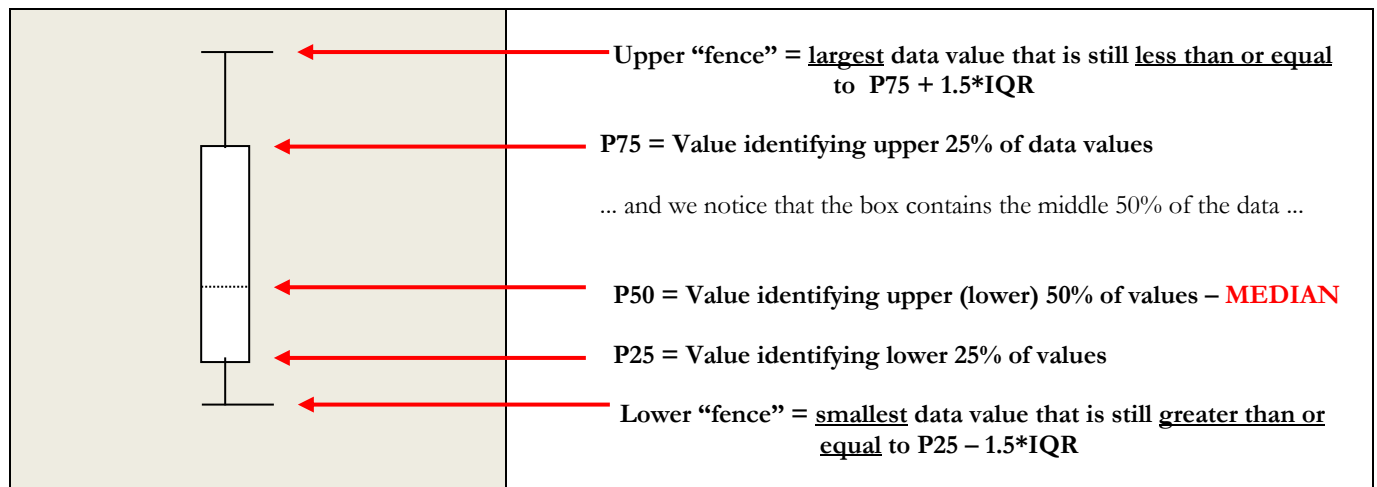 Upper “fence” = largest data value that is still less than or equal
to P75 + 1.5*IQR
P75 = Value identifying upper 25% of data values
... and we notice that the box contains the middle 50% of the data ...
P50 = Value identifying upper (lower) 50% of values – MEDIAN
P25 = Value identifying lower 25% of values
Lower “fence” = smallest data value that is still greater than or
equal to P25 – 1.5*IQR